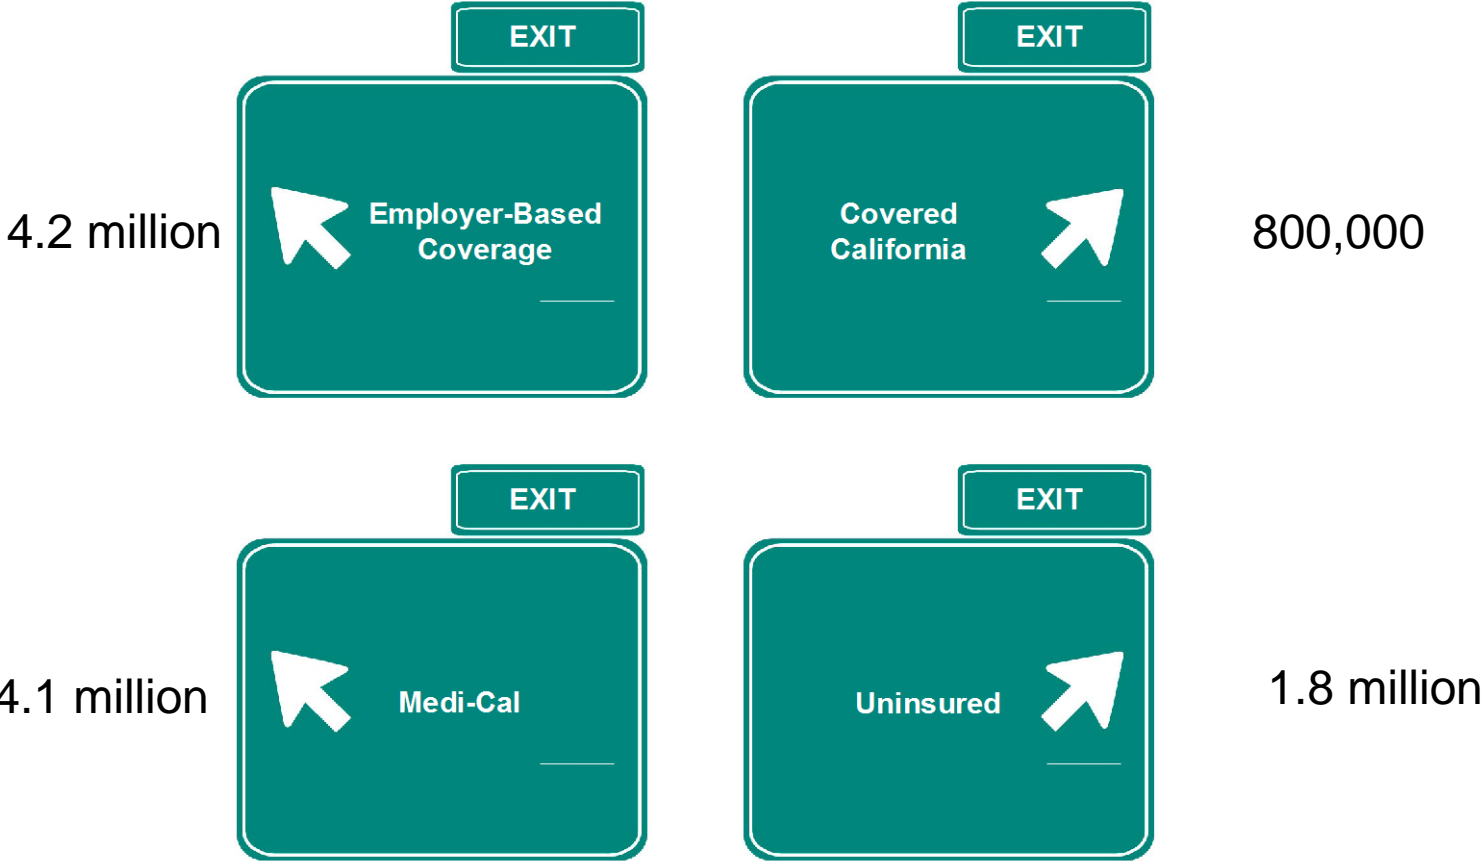 EXIT
EXIT
4.2 million
Employer-Based
Coverage
Covered
California
800,000
EXIT
EXIT
4.1 million
Medi-Cal
Uninsured
1.8 million